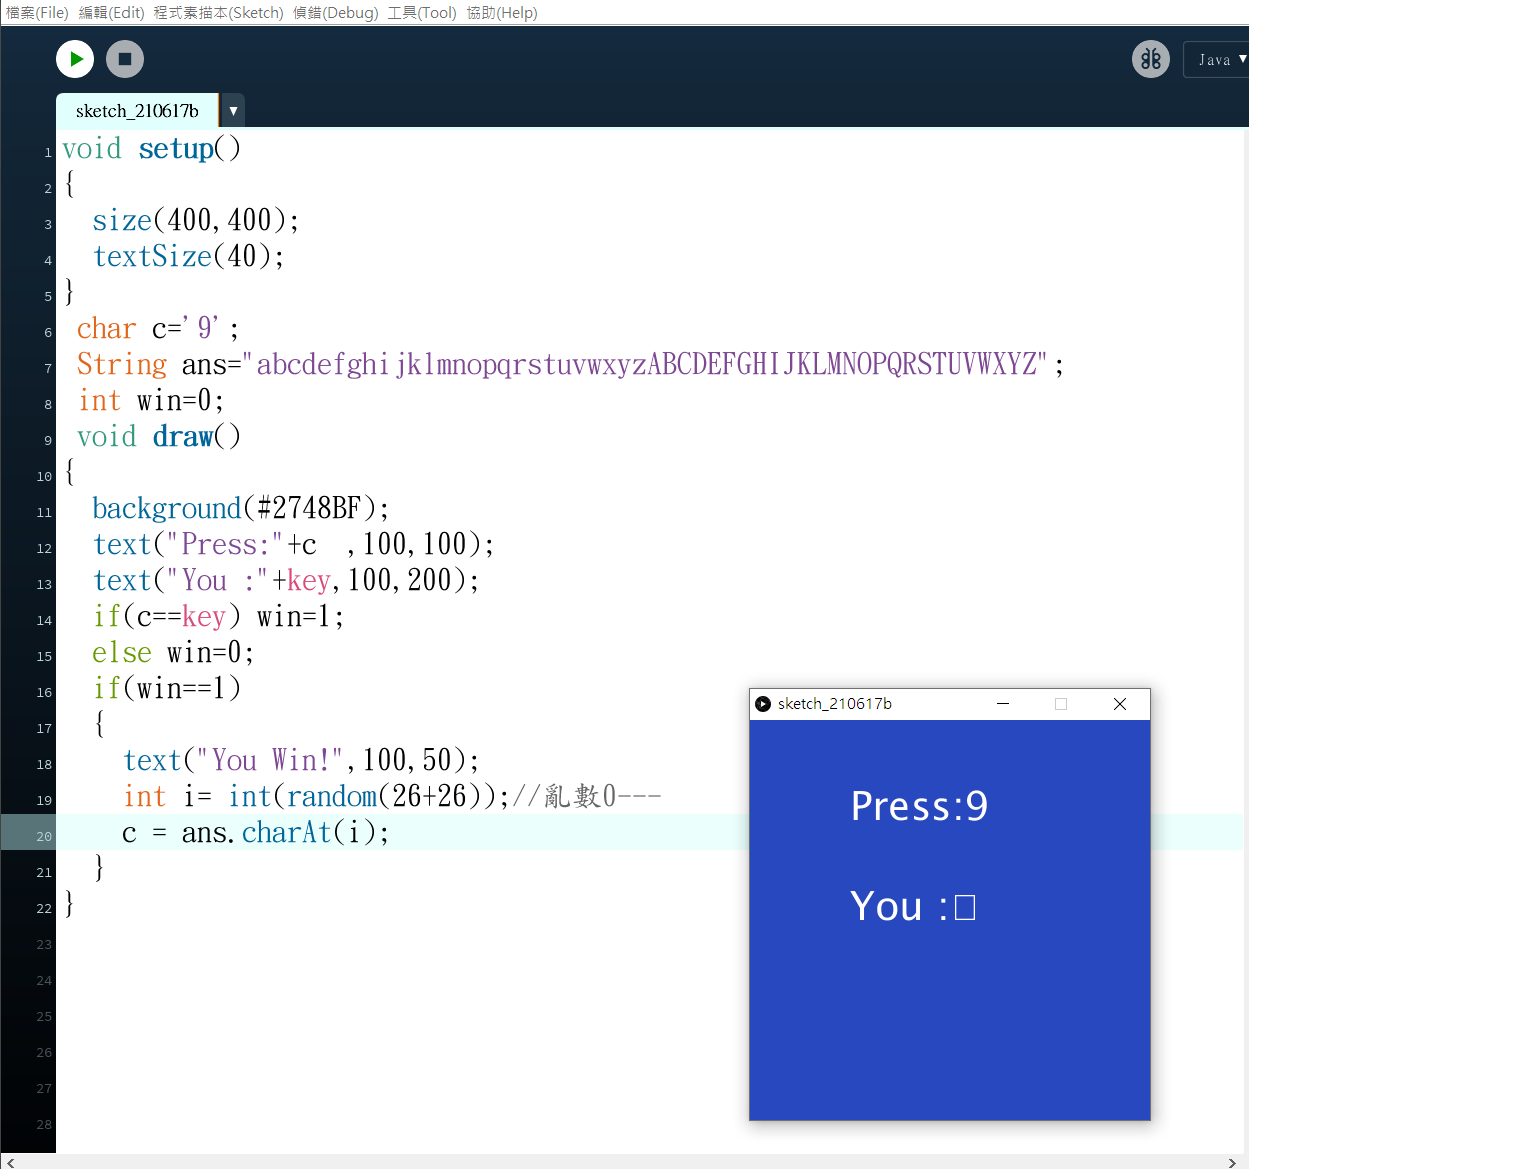 檔案(File) 編輯(Edit) 程式素描本(Sketch) 偵錯(Debug) 工具(Tool) 協助(Help)
Java ▼
sketch_210617b ▼
1 void setup()
2 {
3 size(400,400);
4 textSize(40);
5 }
6 char c='9';
7 String ans="abcdefghijklmnopqrstuvwxyzABCDEFGHIJKLMNOPQRSTUVWXYZ";
8 int win=0;
9 void draw()
10 {
11 background(#2748BF);
12 text("Press:"+c  ,100,100);
13 text("You :"+key,100,200);
14 if(c==key) win=1;
15 else win=0;
16 if(win==1)
17 {
18 text("You Win!",100,50);
19 int i= int(random(26+26));//亂數0---
20 c = ans.charAt(i);
21 }
22 }
23
24
25
26
27
28
sketch_210617b
Press:9
You :□